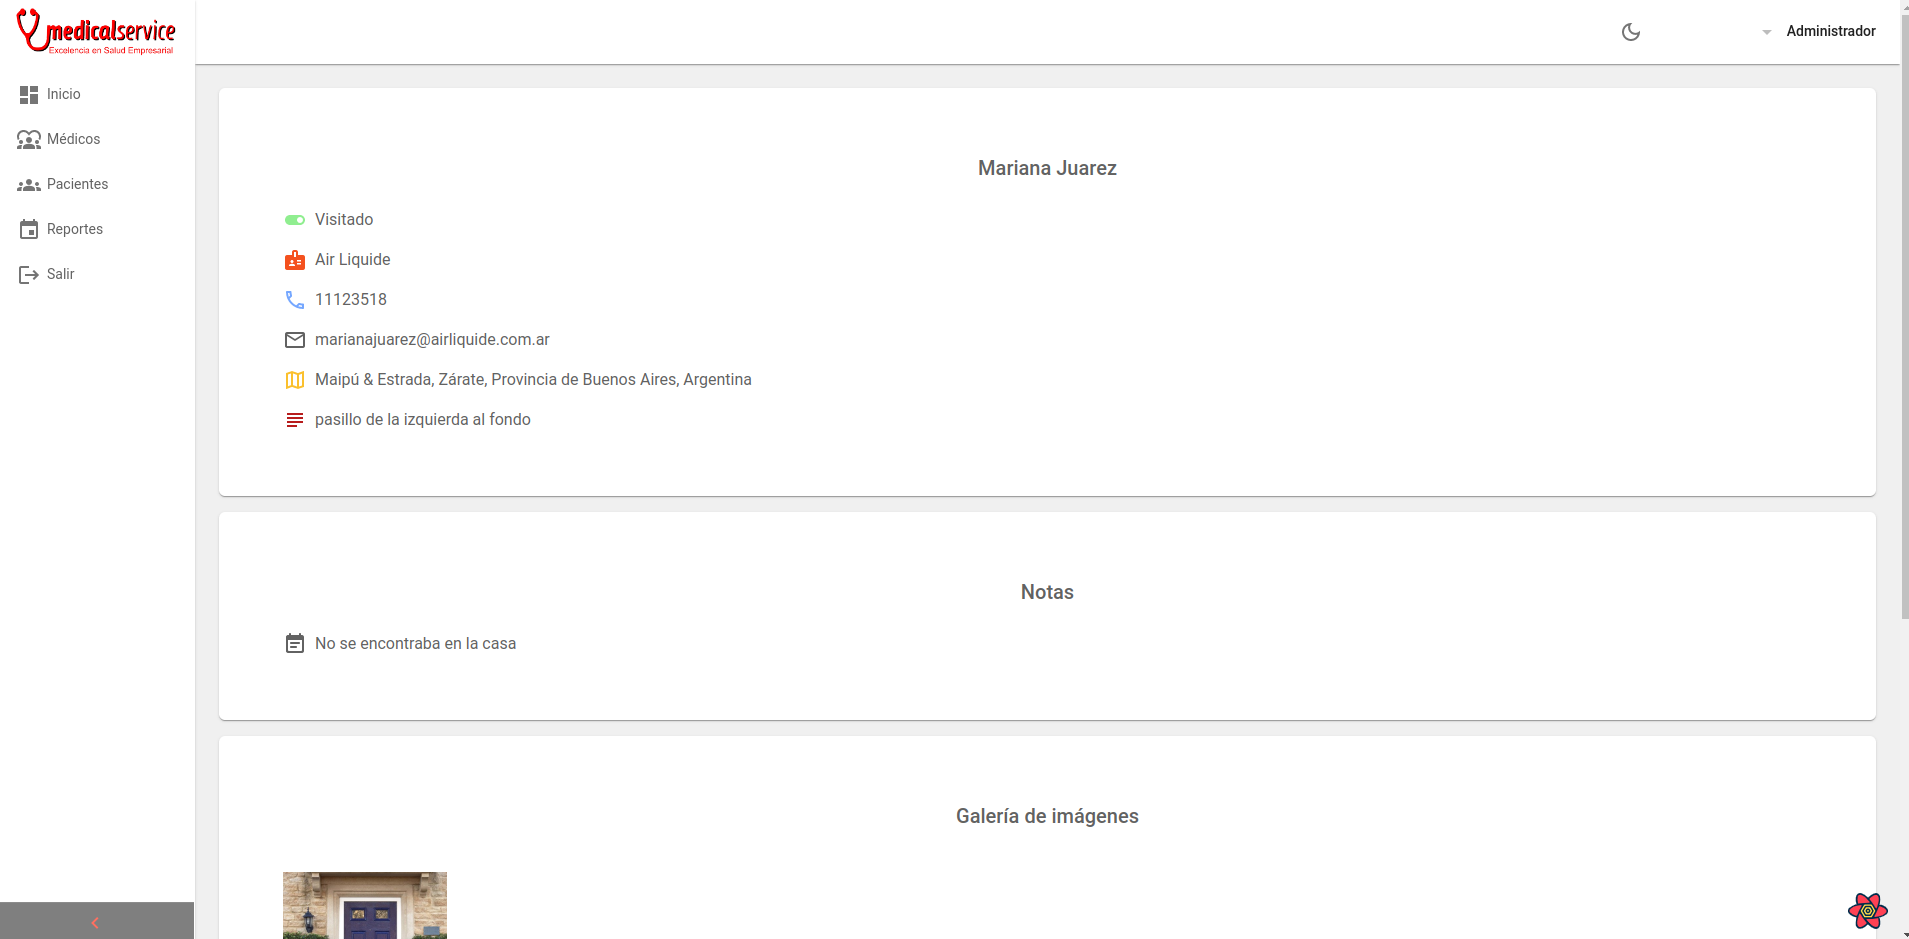 medicalservice
Excelencia en Salud Empresarial
Administrador
Inicio
Médicos
Pacientes
Reportes
Salir
Mariana Juarez
Visitado
Air Liquide
11123518
marianajuarez@airliquide.com.ar
Maipú & Estrada, Zárate, Provincia de Buenos Aires, Argentina
pasillo de la izquierda al fondo
Notas
No se encontraba en la casa
Galería de imágenes